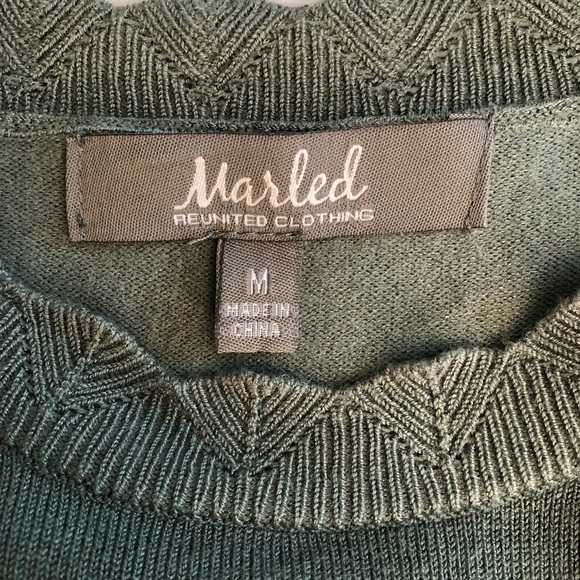 Marled
REUNITED CLOTHING
M
MADE IN
CHINA